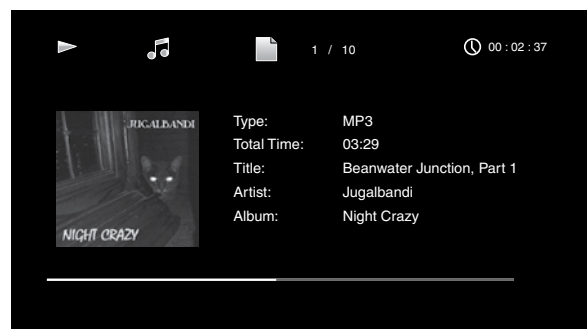 1 / 10
00 : 02 : 37
JUGALBANDI
NIGHT CRAZY
Type: MP3
Total Time: 03:29
Title: Beanwater Junction, Part 1
Artist: Jugalbandi
Album: Night Crazy